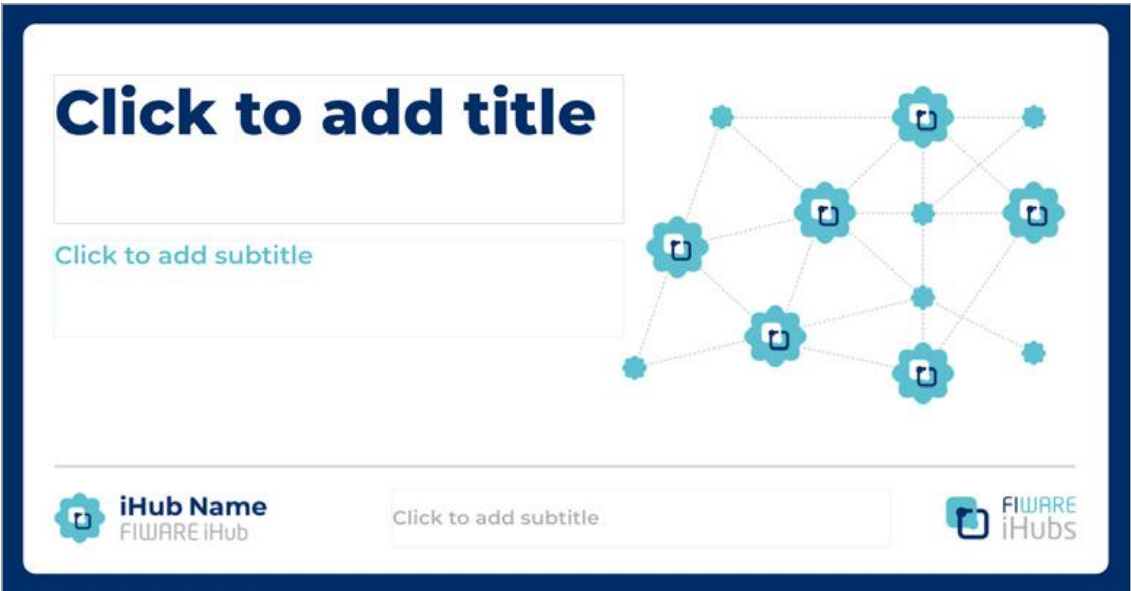 Click to add title
Click to add subtitle
iHub Name
FIWARE iHub
Click to add subtitle
FIWARE
iHubs